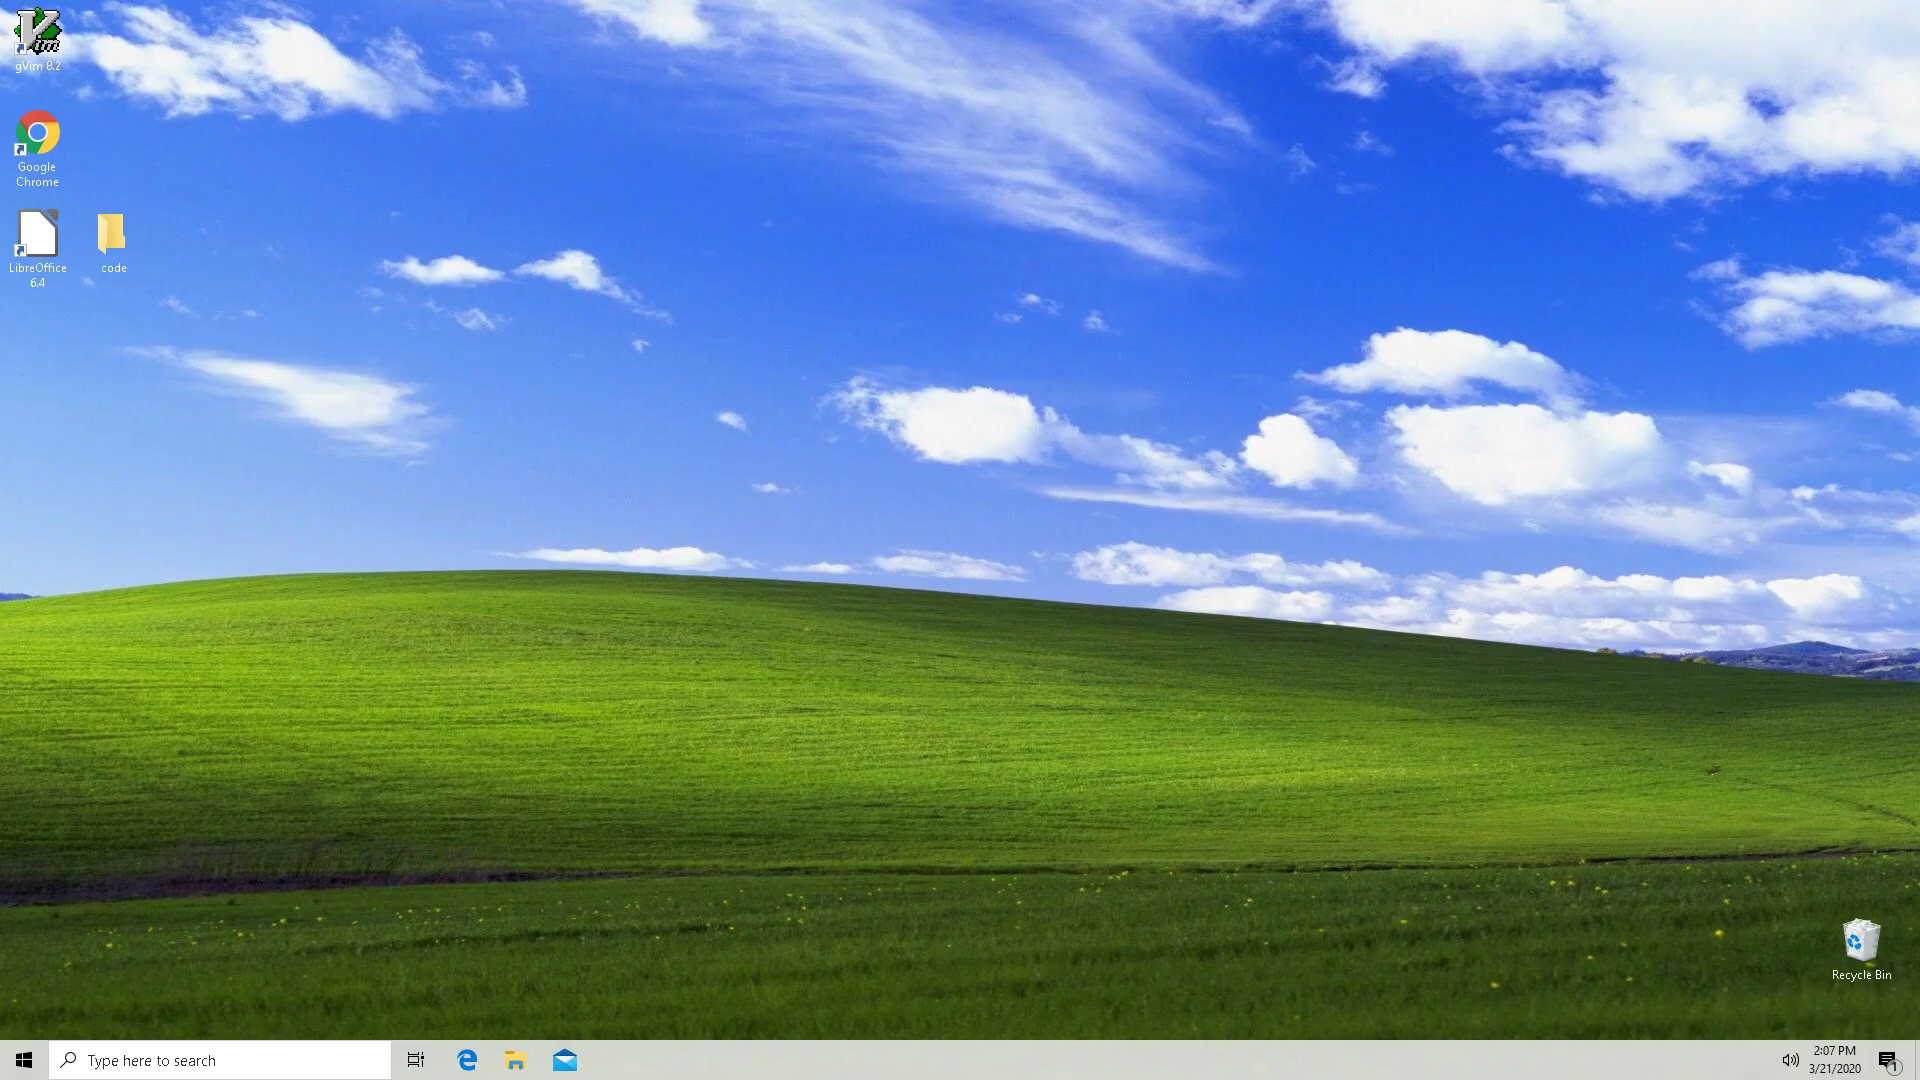 gVim 8.2
Google
Chrome
LibreOffice
6.4
code
Recycle Bin
Type here to search
2:07 PM
3/21/2020
1